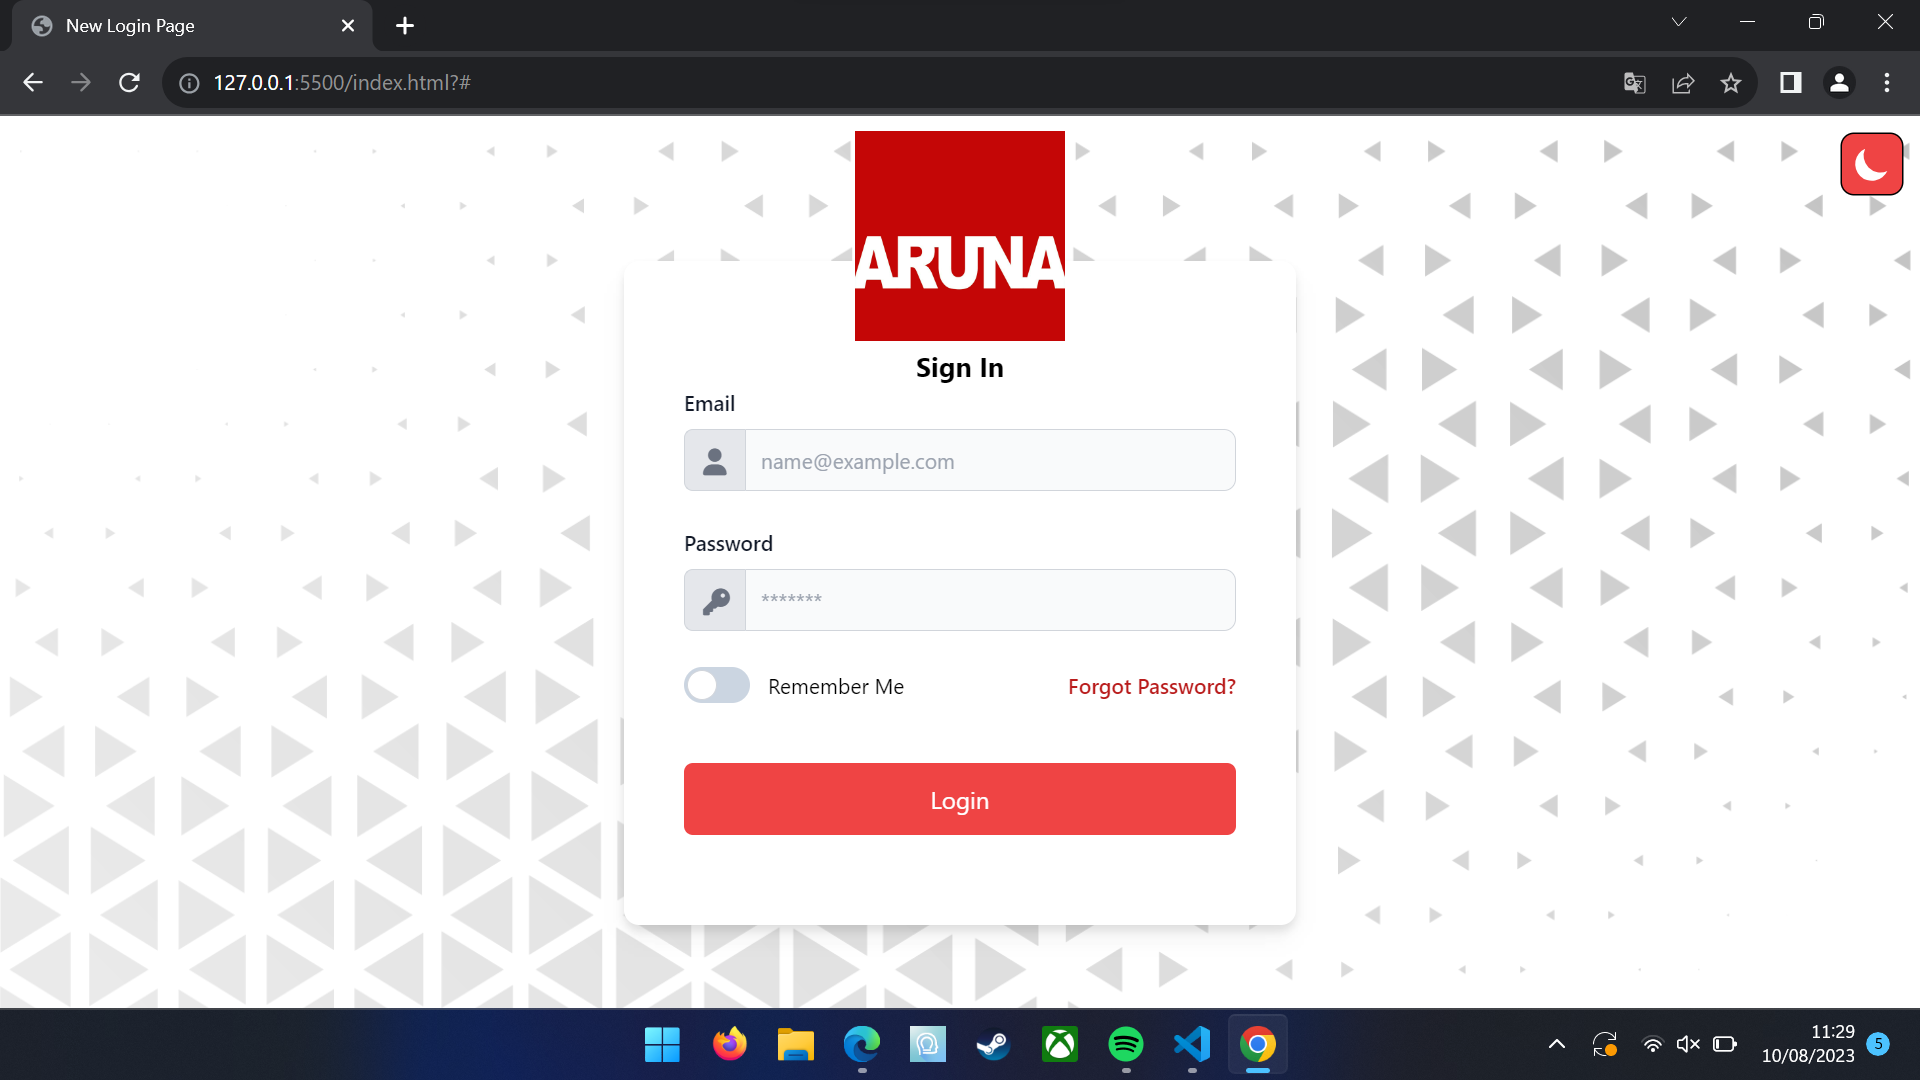 New Login Page
127.0.0.1:5500/index.html?#
ARUNA
Sign In
Email
name@example.com
Password
*******
Remember Me
Forgot Password?
Login
11:29
10/08/2023
5